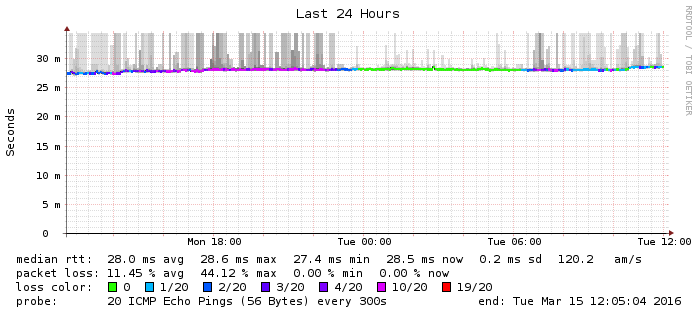 Last 24 Hours
RRDTOOL / TOBI OETIKER
Seconds
30 m
25 m
20 m
15 m
10 m
5 m
0
Mon 18:00 Tue 00:00 Tue 06:00 Tue 12:00
median rtt: 28.0 ms avg 28.6 ms max 27.4 ms min 28.5 ms now 0.2 ms sd 120.2 am/s
packet loss: 11.45 % avg 44.12 % max 0.00 % min 0.00 % now
loss color: 0 1/20 2/20 3/20 4/20 10/20 19/20
probe: 20 ICMP Echo Pings (56 Bytes) every 300s end: Tue Mar 15 12:05:04 2016